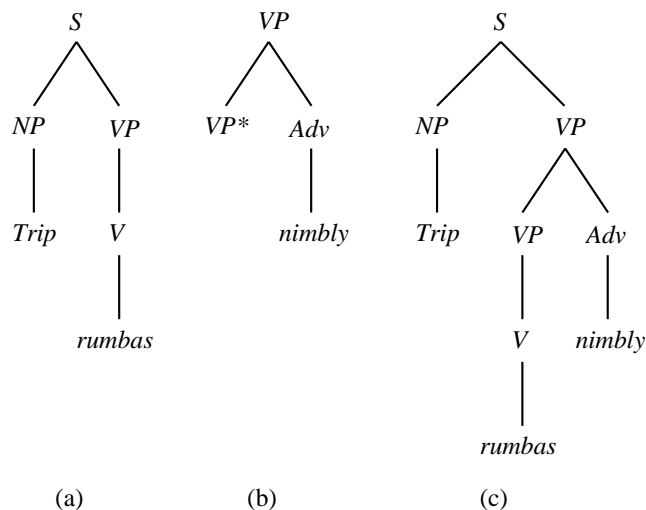 S VP S
NP VP VP* Adv NP VP
Trip V nimbly Trip VP Adv
rumbas V nimbly
rumbas
(a) (b) (c)